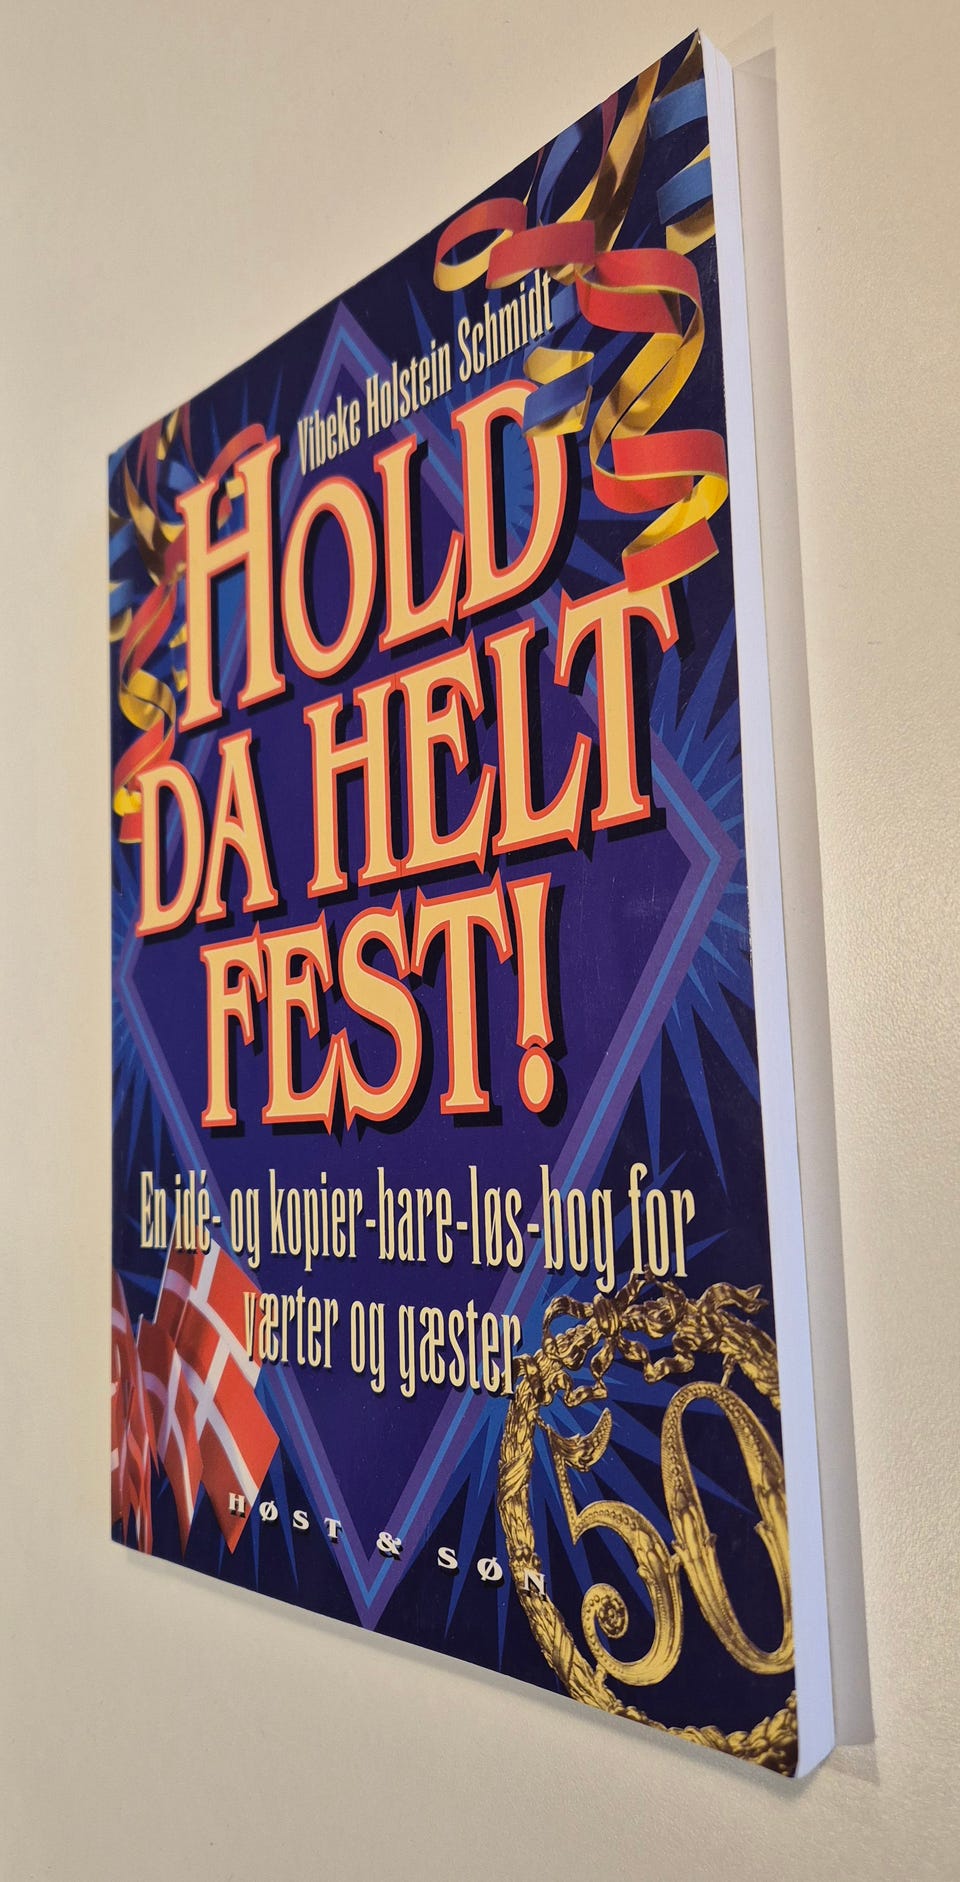 Vibeke Holstein Schmidt
HOLD
DA HELT
FEST!
En idé- og kopier-bare-løs-bog for
værter og gæster
HØST & SØN
50